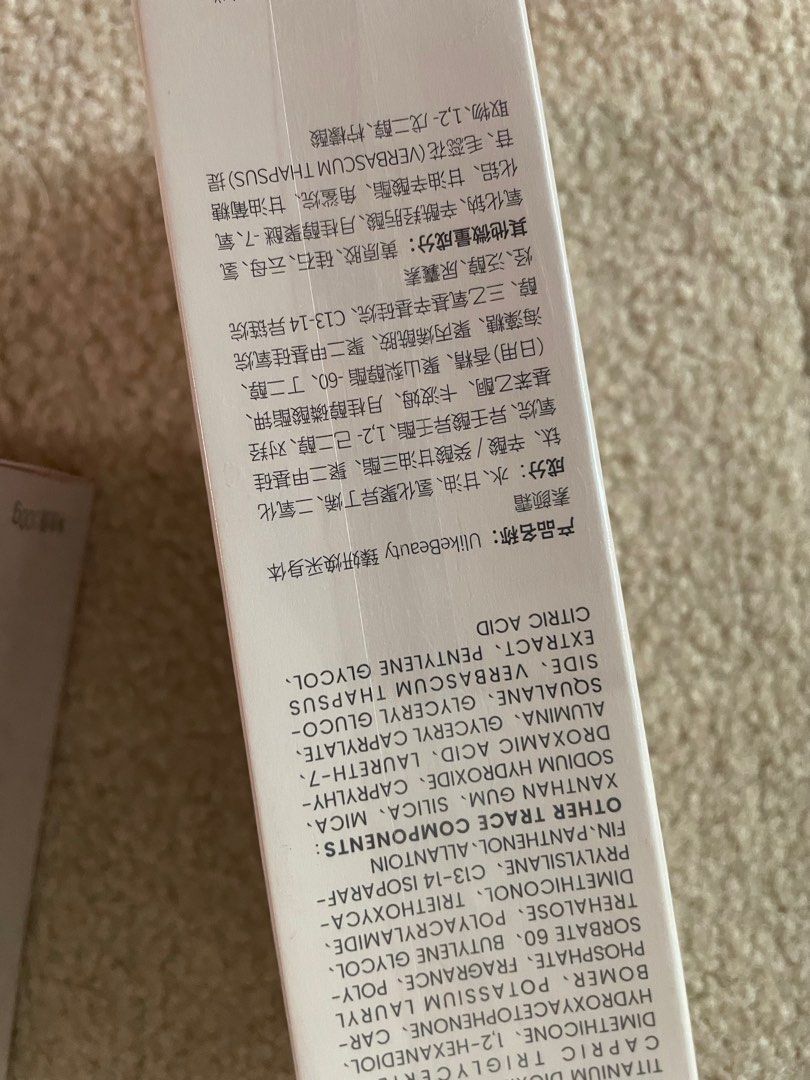 TITANIUM
CAPRIC
DIMETHICONE、1,2-HEXANEDIOL、
HYDROXYACETOPHENONE、CAR-
BOMER、POTASSIUM LAURYL
PHOSPHATE、FRAGRANCE、POLY-
SORBATE 60、BUTYLENE GLYCOL、
TREHALOSE、POLYACRYLAMIDE、
DIMETHICONOL、TRIETHOXYCA-
PRYLYLSILANE、C13-14 ISOPARAF-
FIN、PANTHENOL、ALLANTOIN
OTHER TRACE COMPONENTS:
XANTHAN GUM、SILICA、MICA、
SODIUM HYDROXIDE、CAPRYLHY-
DROXAMIC ACID、LAURETH-7、
ALUMINA、GLYCERYL CAPRYLATE、
SQUALANE、GLYCERYL GLUCO-
SIDE、VERBASCUM THAPSUS
EXTRACT、PENTYLENE GLYCOL、
CITRIC ACID
产品名称：UlikeBeauty 臻妍焕采身体
素颜霜
成分：水、甘油、氢化聚异丁烯、二氧化
钛、辛酸/癸酸甘油三酯、聚二甲基硅
氧烷、异壬酸异壬酯、1,2-己二醇、对羟
基苯乙酮、卡波姆、月桂醇磷酸酯钾、
(日用)香精、聚山梨醇酯-60、丁二醇、
海藻糖、聚丙烯酰胺、聚二甲基硅氧烷
醇、三乙氧基辛基硅烷、C13-14异链烷
烃、泛醇、尿囊素
其他微量成分：黄原胶、硅石、云母、氢
氧化钠、辛酰羟肟酸、月桂醇聚醚-7、氧
化铝、甘油辛酸酯、角鲨烷、甘油葡糖
苷、毛蕊花(VERBASCUM THAPSUS)提
取物、1,2-戊二醇、柠檬酸